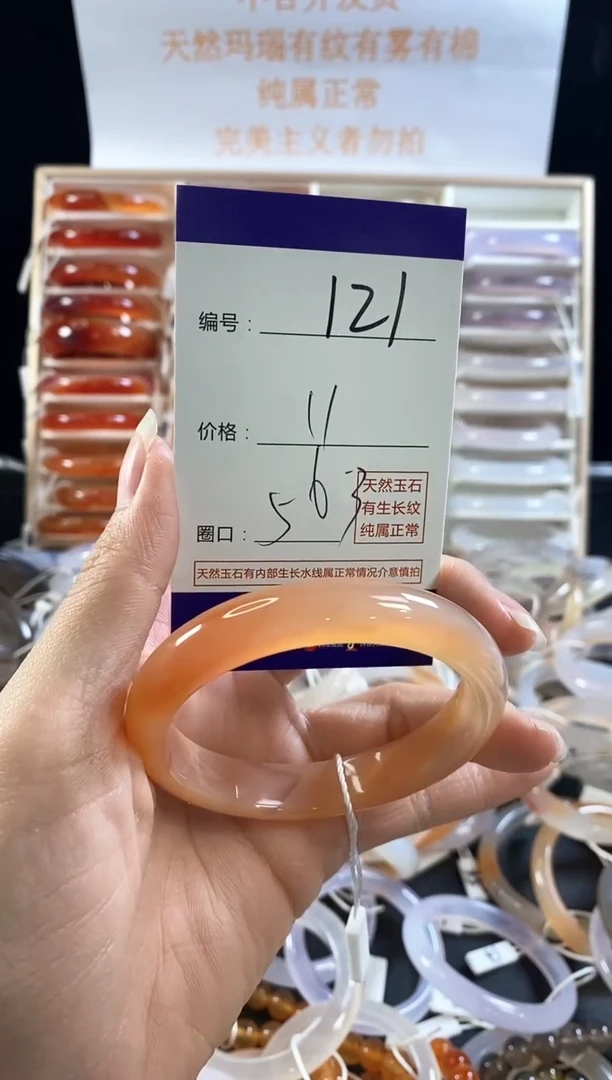 天然玛瑙有纹有雾有棉
纯属正常
完美主义者勿拍
编号：121
价格：11
圈口：563
天然玉石
有生长纹
纯属正常
天然玉石有内部生长水线属正常情况介意慎拍